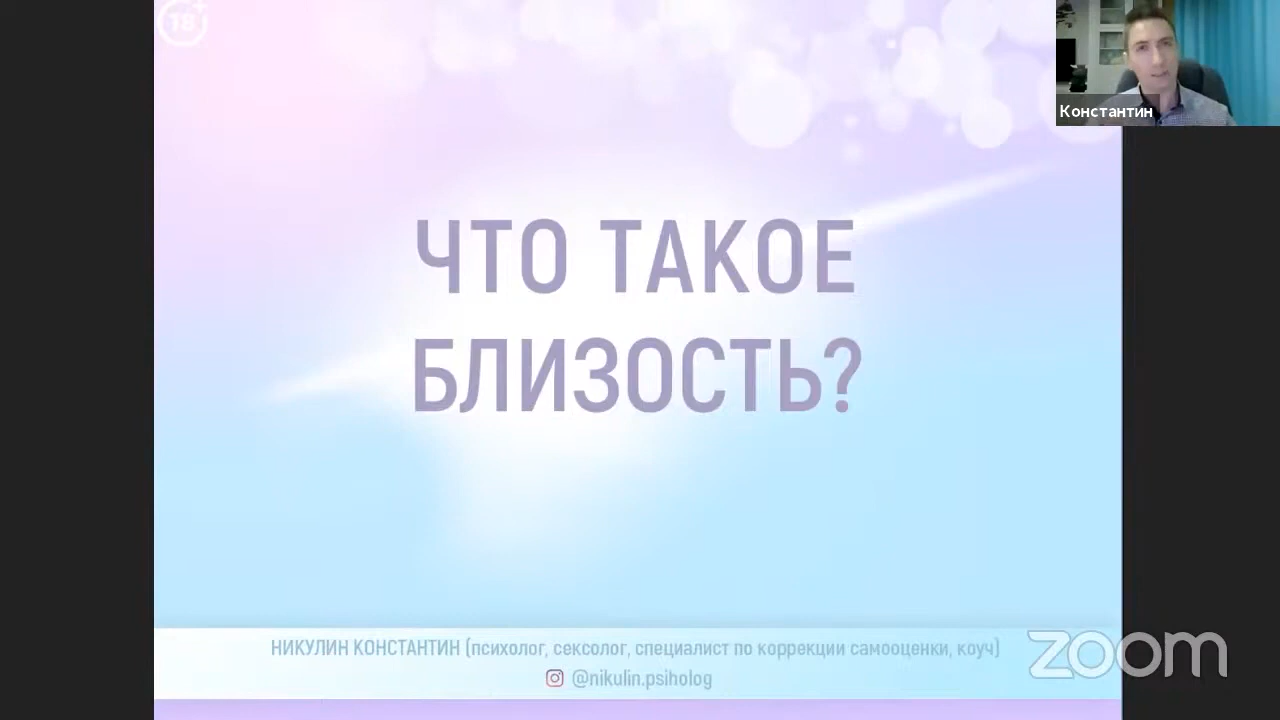 18+
Константин
ЧТО ТАКОЕ
БЛИЗОСТЬ?
НИКУЛИН КОНСТАНТИН (психолог, сексолог, специалист по коррекции самооценки, коуч)
@nikulin.psiholog
zoom